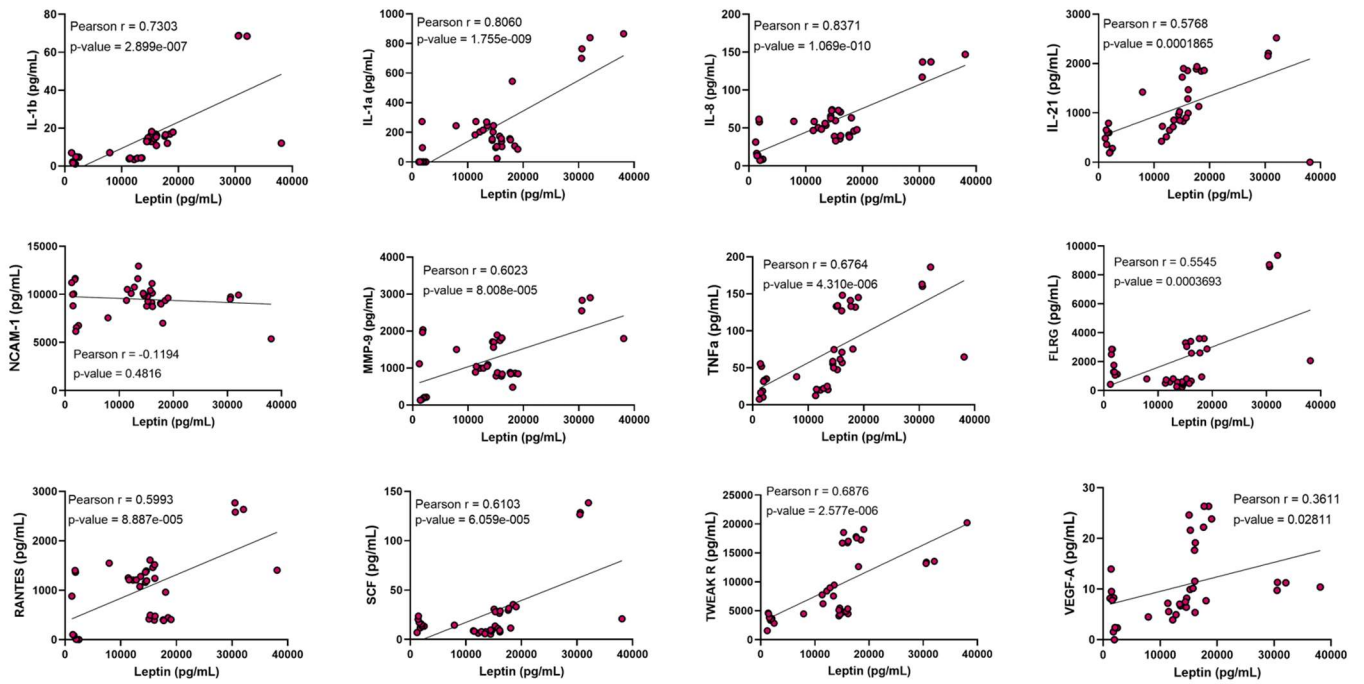 Pearson r = 0.7303
p-value = 2.899e-007
IL-1b (pg/mL)
80
60
40
20
0
0 10000 20000 30000 40000
Leptin (pg/mL)
Pearson r = 0.8060
p-value = 1.755e-009
IL-1a (pg/mL)
1000
800
600
400
200
0
0 10000 20000 30000 40000
Leptin (pg/mL)
Pearson r = 0.8371
p-value = 1.069e-010
IL-8 (pg/mL)
200
150
100
50
0
0 10000 20000 30000 40000
Leptin (pg/mL)
Pearson r = 0.5768
p-value = 0.0001865
IL-21 (pg/mL)
3000
2000
1000
0
0 10000 20000 30000 40000
Leptin (pg/mL)
NCAM-1 (pg/mL)
15000
10000
5000
0
Pearson r = -0.1194
p-value = 0.4816
0 10000 20000 30000 40000
Leptin (pg/mL)
Pearson r = 0.6023
p-value = 8.008e-005
MMP-9 (pg/mL)
4000
3000
2000
1000
0
0 10000 20000 30000 40000
Leptin (pg/mL)
Pearson r = 0.6764
p-value = 4.310e-006
TNFa (pg/mL)
200
150
100
50
0
0 10000 20000 30000 40000
Leptin (pg/mL)
Pearson r = 0.5545
p-value = 0.0003693
FLRG (pg/mL)
10000
8000
6000
4000
2000
0
0 10000 20000 30000 40000
Leptin (pg/mL)
Pearson r = 0.5993
p-value = 8.887e-005
RANTES (pg/mL)
3000
2000
1000
0
0 10000 20000 30000 40000
Leptin (pg/mL)
Pearson r = 0.6103
p-value = 6.059e-005
SCF (pg/mL)
150
100
50
0
0 10000 20000 30000 40000
Leptin (pg/mL)
Pearson r = 0.6876
p-value = 2.577e-006
TWEAK R (pg/mL)
25000
20000
15000
10000
5000
0
0 10000 20000 30000 40000
Leptin (pg/mL)
Pearson r = 0.3611
p-value = 0.02811
VEGF-A (pg/mL)
30
20
10
0
0 10000 20000 30000 40000
Leptin (pg/mL)